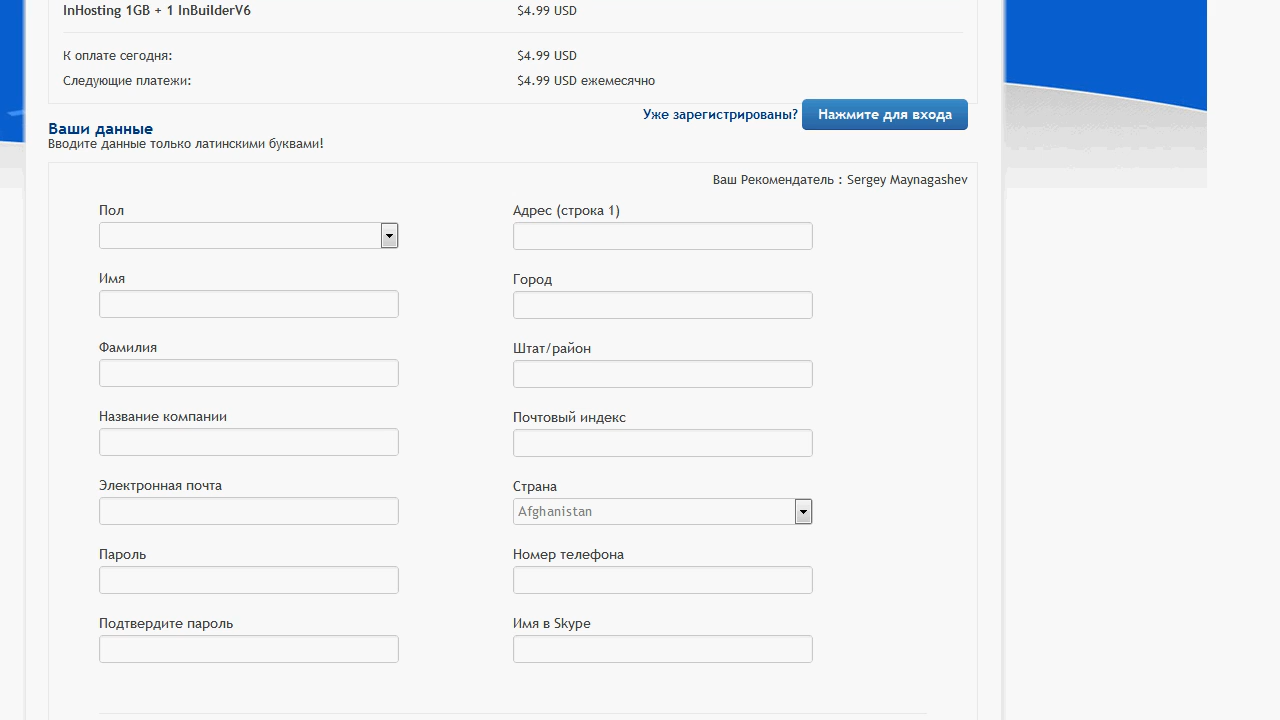 InHosting 1GB + 1 InBuilderV6 $4.99 USD
К оплате сегодня: $4.99 USD
Следующие платежи: $4.99 USD ежемесячно
Уже зарегистрированы? Нажмите для входа
Ваши данные
Вводите данные только латинскими буквами!
Ваш Рекомендатель : Sergey Maynagashev
Пол
Адрес (строка 1)
Имя
Город
Фамилия
Штат/район
Название компании
Почтовый индекс
Электронная почта
Страна
Afghanistan
Пароль
Номер телефона
Подтвердите пароль
Имя в Skype